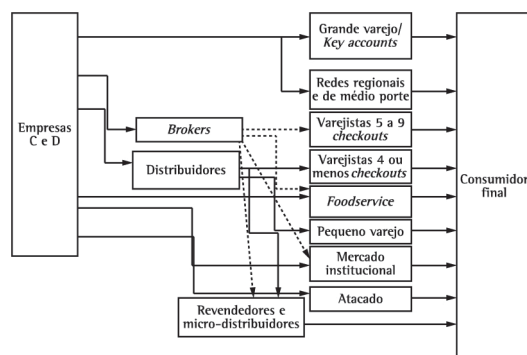 Empresas
C e D
Brokers
Distribuidores
Revendedores e
micro-distribuidores
Grande varejo/
Key accounts
Redes regionais
e de médio porte
Varejistas 5 a 9
checkouts
Varejistas 4 ou
menos checkouts
Foodservice
Pequeno varejo
Mercado
institucional
Atacado
Consumidor
final